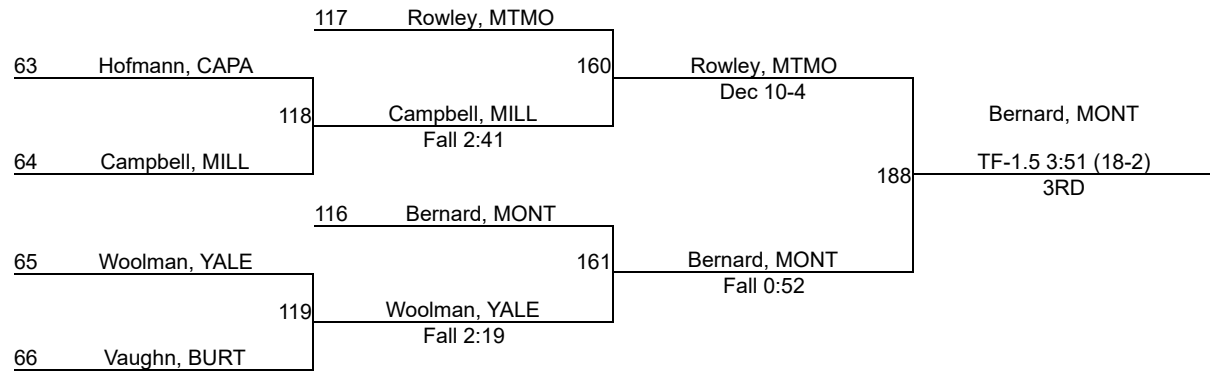 117 Rowley, MTMO
63 Hofmann, CAPA
160 Rowley, MTMO
Dec 10-4
118 Campbell, MILL
Fall 2:41
Bernard, MONT
64 Campbell, MILL
188 TF-1.5 3:51 (18-2)
3RD
116 Bernard, MONT
65 Woolman, YALE
161 Bernard, MONT
Fall 0:52
119 Woolman, YALE
Fall 2:19
66 Vaughn, BURT